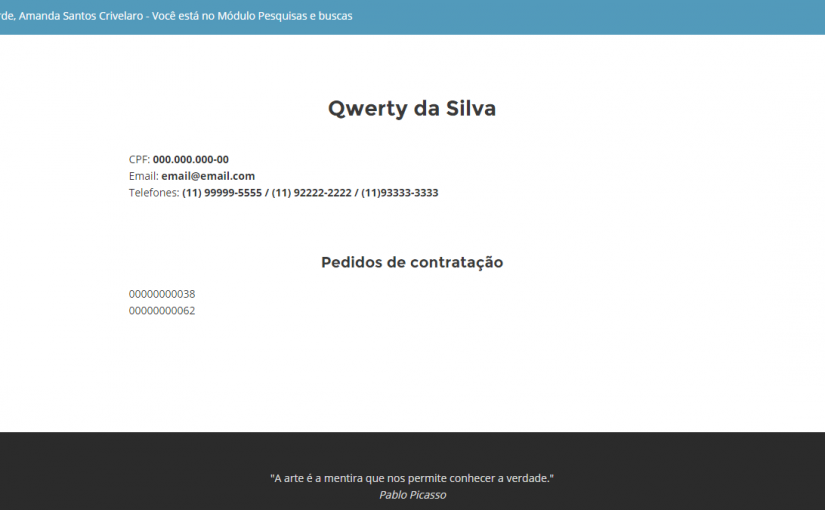 rde, Amanda Santos Crivelaro - Você está no Módulo Pesquisas e buscas
Qwerty da Silva
CPF: 000.000.000-00
Email: email@email.com
Telefones: (11) 99999-5555 / (11) 92222-2222 / (11)93333-3333
Pedidos de contratação
00000000038
00000000062
"A arte é a mentira que nos permite conhecer a verdade."
Pablo Picasso